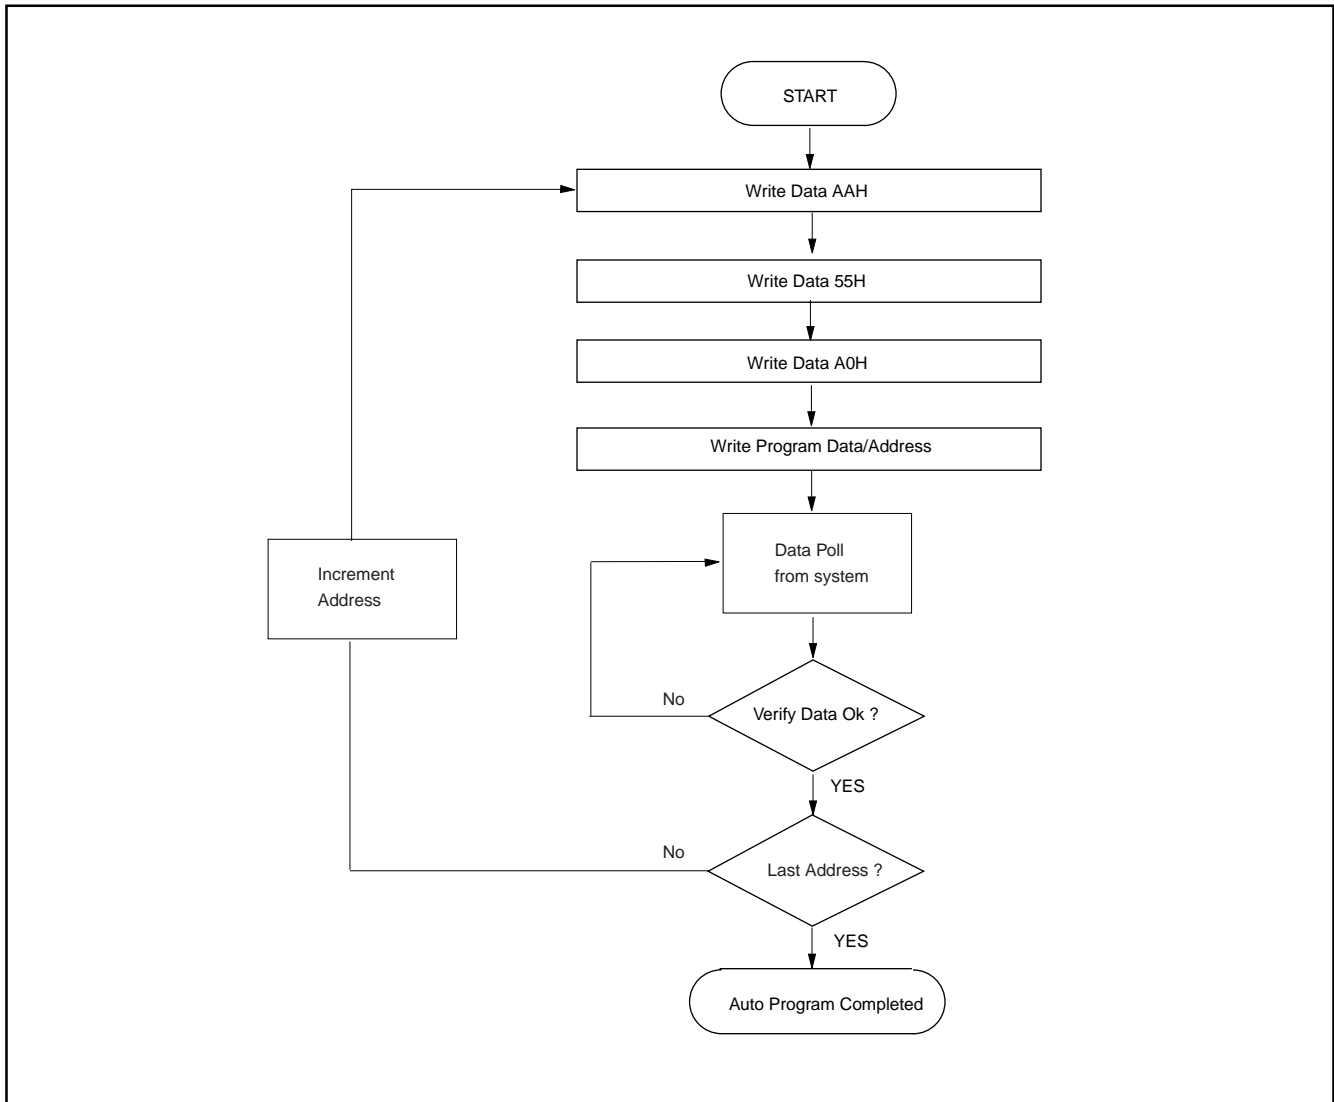 START
Write Data AAH
Write Data 55H
Write Data A0H
Write Program Data/Address
Data Poll
from system
Increment
Address
No
Verify Data Ok ?
YES
No
Last Address ?
YES
Auto Program Completed